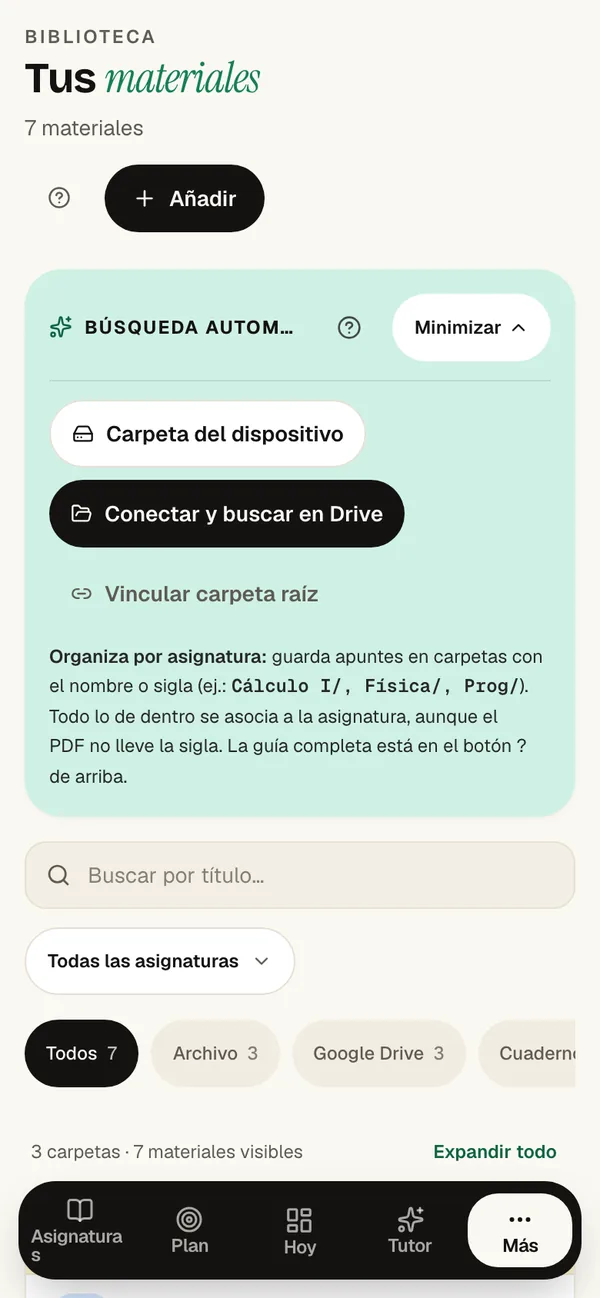 BIBLIOTECA
Tus materiales
7 materiales
Añadir
BÚSQUEDA AUTOM...
Minimizar
Carpeta del dispositivo
Conectar y buscar en Drive
Vincular carpeta raíz
Organiza por asignatura: guarda apuntes en carpetas con
el nombre o sigla (ej.: Cálculo I/, Física/, Prog/).
Todo lo de dentro se asocia a la asignatura, aunque el
PDF no lleve la sigla. La guía completa está en el botón ?
de arriba.
Buscar por título...
Todas las asignaturas
Todos 7
Archivo 3
Google Drive 3
Cuadern
3 carpetas · 7 materiales visibles
Expandir todo
Asignatura
s
Plan
Hoy
Tutor
Más